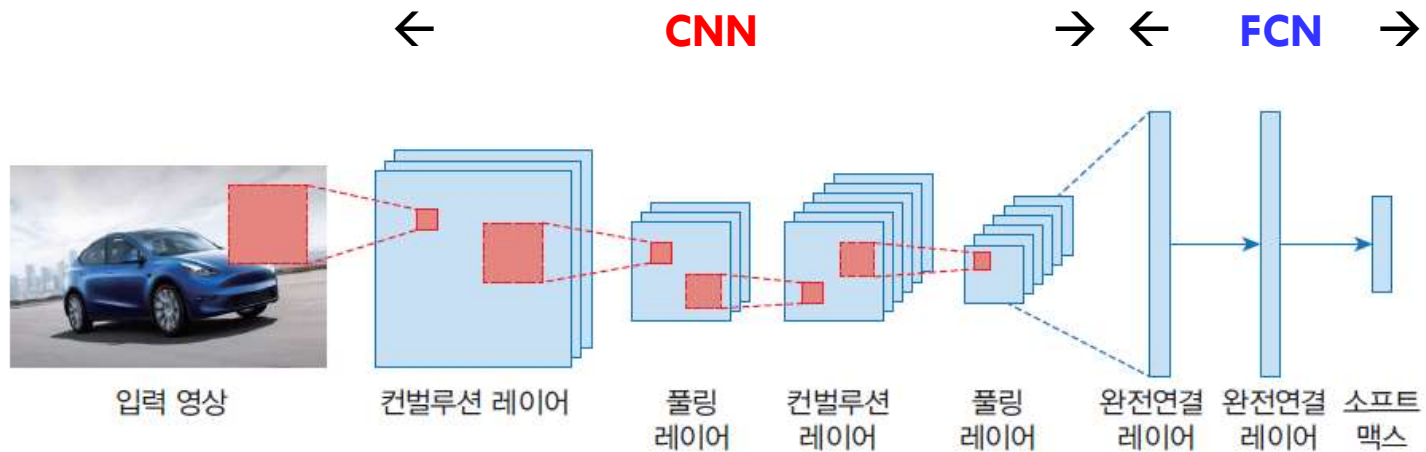 ← CNN → ← FCN →
입력 영상
컨벌루션 레이어
풀링
레이어
컨벌루션
레이어
풀링
레이어
완전연결
레이어
완전연결
레이어
소프트
맥스